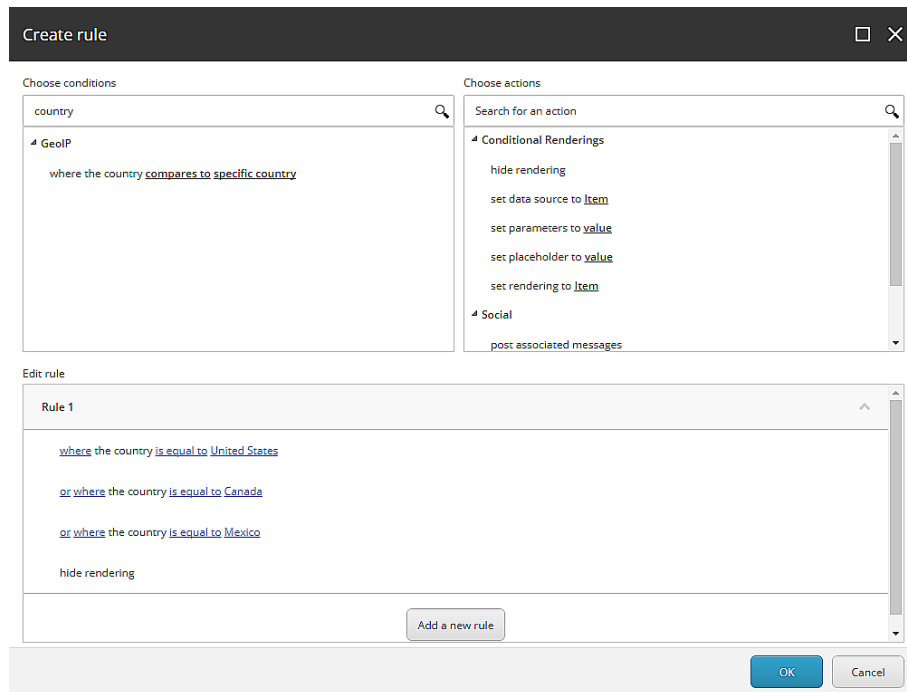 Create rule
Choose conditions
country
GeoIP
where the country compares to specific country
Choose actions
Search for an action
Conditional Renderings
hide rendering
set data source to Item
set parameters to value
set placeholder to value
set rendering to Item
Social
post associated messages
Edit rule
Rule 1
where the country is equal to United States
or where the country is equal to Canada
or where the country is equal to Mexico
hide rendering
Add a new rule
OK
Cancel